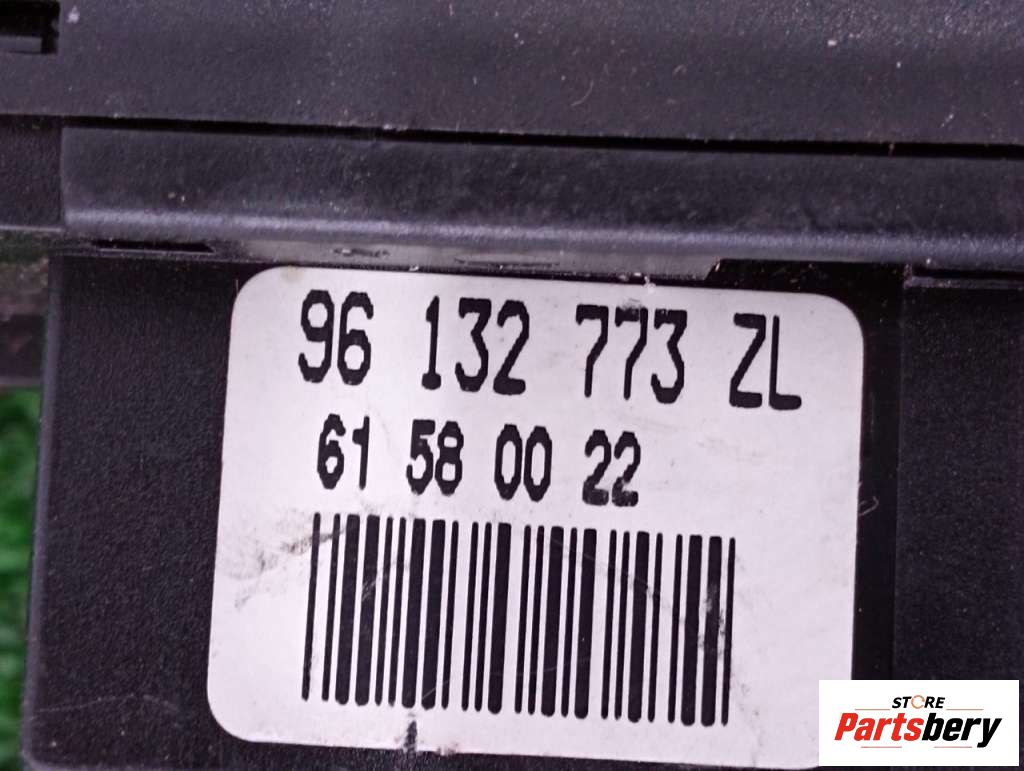 96 132 773 ZL
61 58 00 22
STORE
Partsbery